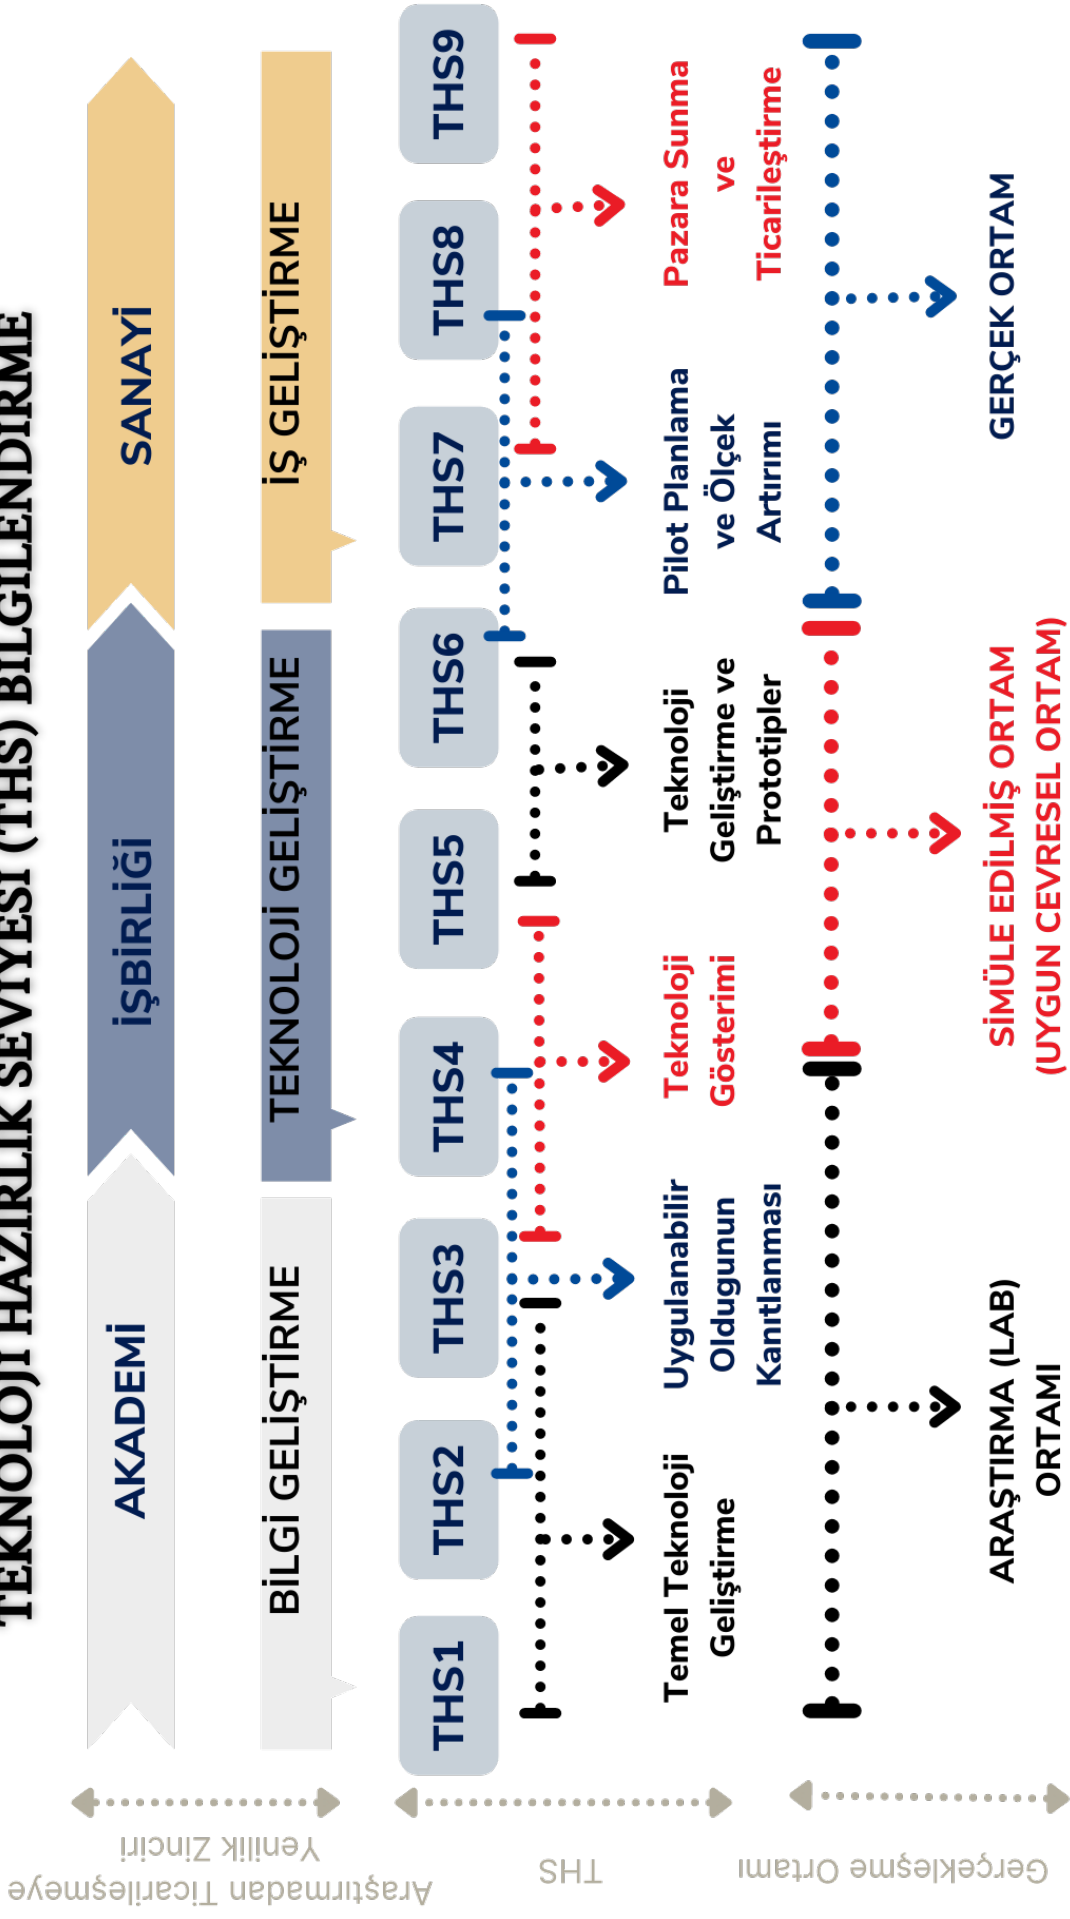 TEKNOLOJİ HAZIRLIK SEVİYESİ (THS) BİLGİLENDİRME
Araştırmadan Ticarileşmeye
Yenilik Zinciri
AKADEMİ
İŞBİRLİĞİ
SANAYİ
BİLGİ GELİŞTİRME
TEKNOLOJİ GELİŞTİRME
İŞ GELİŞTİRME
THS
THS1
THS2
THS3
THS4
THS5
THS6
THS7
THS8
THS9
Temel Teknoloji
Geliştirme
Uygulanabilir
Oldugunun
Kanıtlanması
Teknoloji
Gösterimi
Teknoloji
Geliştirme ve
Prototipler
Pilot Planlama
ve Ölçek
Artırımı
Pazara Sunma
ve
Ticarileştirme
Gerçekleşme Ortamı
ARAŞTIRMA (LAB)
ORTAMI
SİMÜLE EDİLMİŞ ORTAM
(UYGUN CEVRESEL ORTAM)
GERÇEK ORTAM